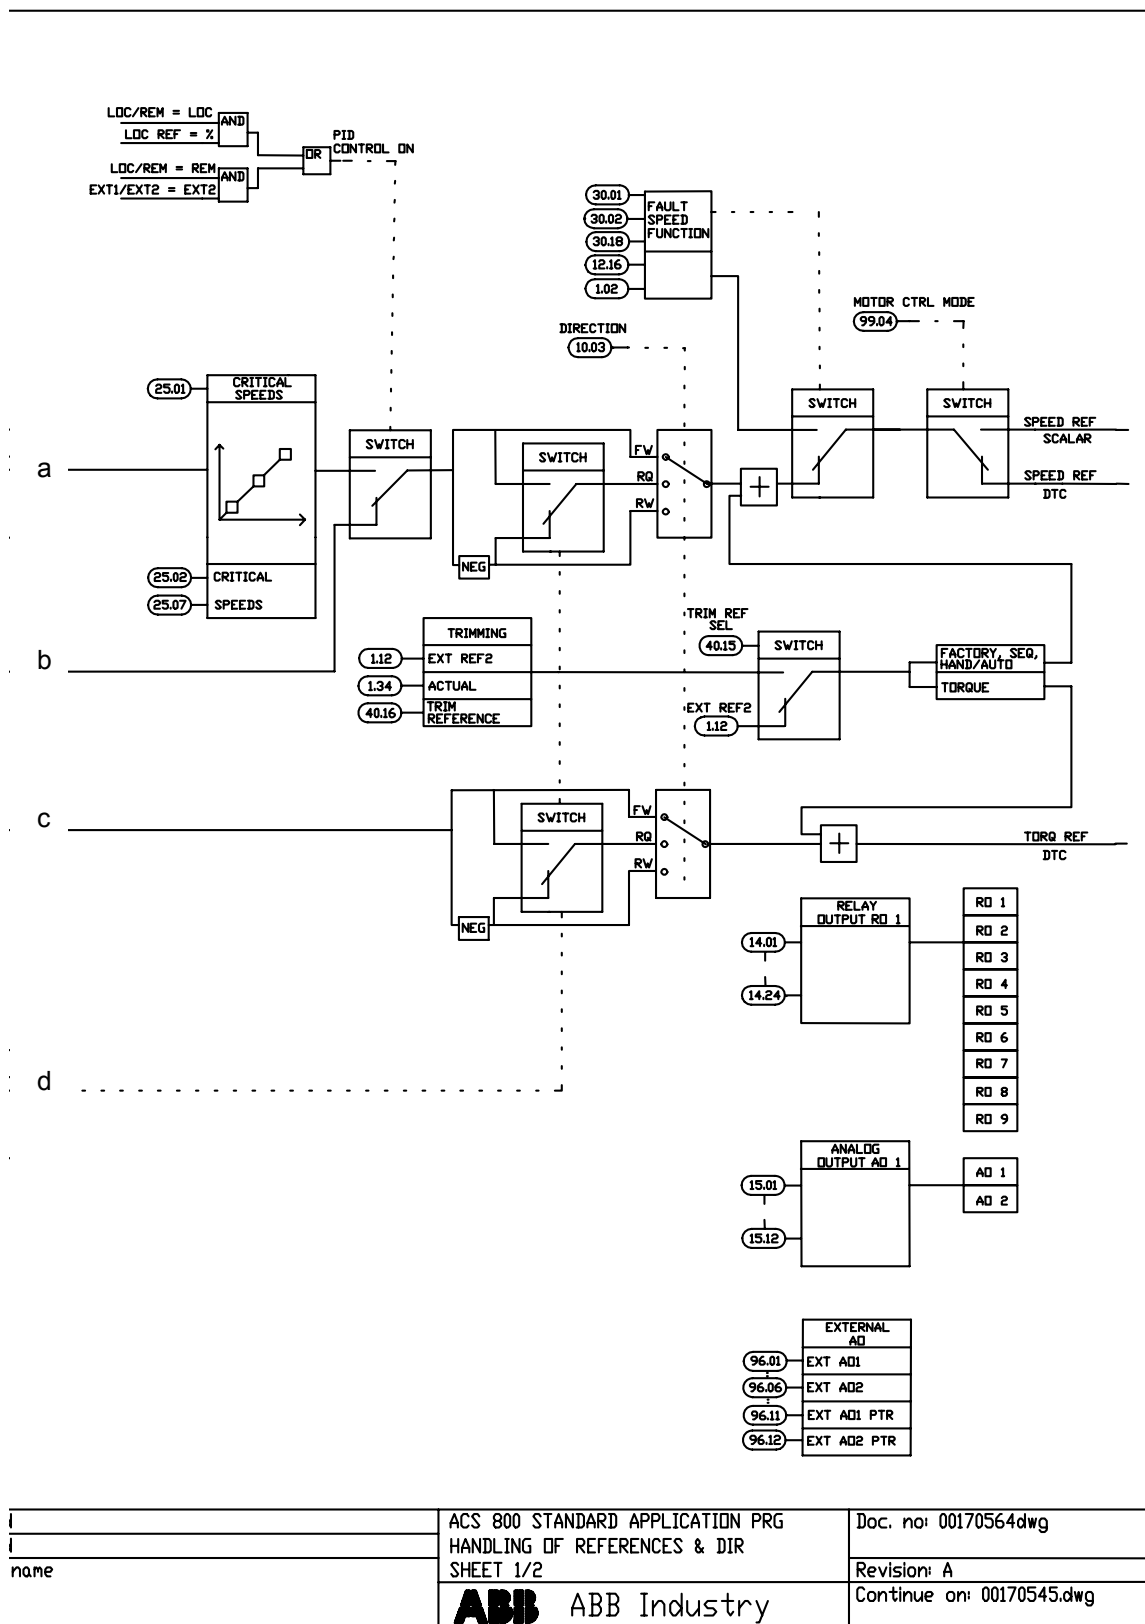 LOC/REM = LOC
AND
LOC REF = %
OR
PID
CONTROL ON
LOC/REM = REM
AND
EXT1/EXT2 = EXT2
30.01
30.02
30.18
12.16
1.02
FAULT
SPEED
FUNCTION
MOTOR CTRL MODE
99.04
DIRECTION
10.03
25.01
CRITICAL
SPEEDS
SWITCH
SWITCH
SWITCH
SWITCH
SPEED REF
SCALAR
SPEED REF
DTC
a
FW
RQ
RW
NEG
25.02
CRITICAL
25.07
SPEEDS
b
TRIMMING
1.12
EXT REF2
1.34
ACTUAL
40.16
TRIM
REFERENCE
TRIM REF
SEL
40.15
SWITCH
EXT REF2
1.12
FACTORY, SEQ,
HAND/AUTO
TORQUE
c
SWITCH
FW
RQ
RW
NEG
TORQ REF
DTC
RELAY
OUTPUT RO 1
14.01
14.24
RO 1
RO 2
RO 3
RO 4
RO 5
RO 6
RO 7
RO 8
RO 9
d
ANALOG
OUTPUT AO 1
15.01
15.12
AO 1
AO 2
EXTERNAL
AO
96.01
EXT AO1
96.06
EXT AO2
96.11
EXT AO1 PTR
96.12
EXT AO2 PTR
name
ACS 800 STANDARD APPLICATION PRG
HANDLING OF REFERENCES & DIR
SHEET 1/2
ABB ABB Industry
Doc. no: 00170564dwg
Revision: A
Continue on: 00170545.dwg